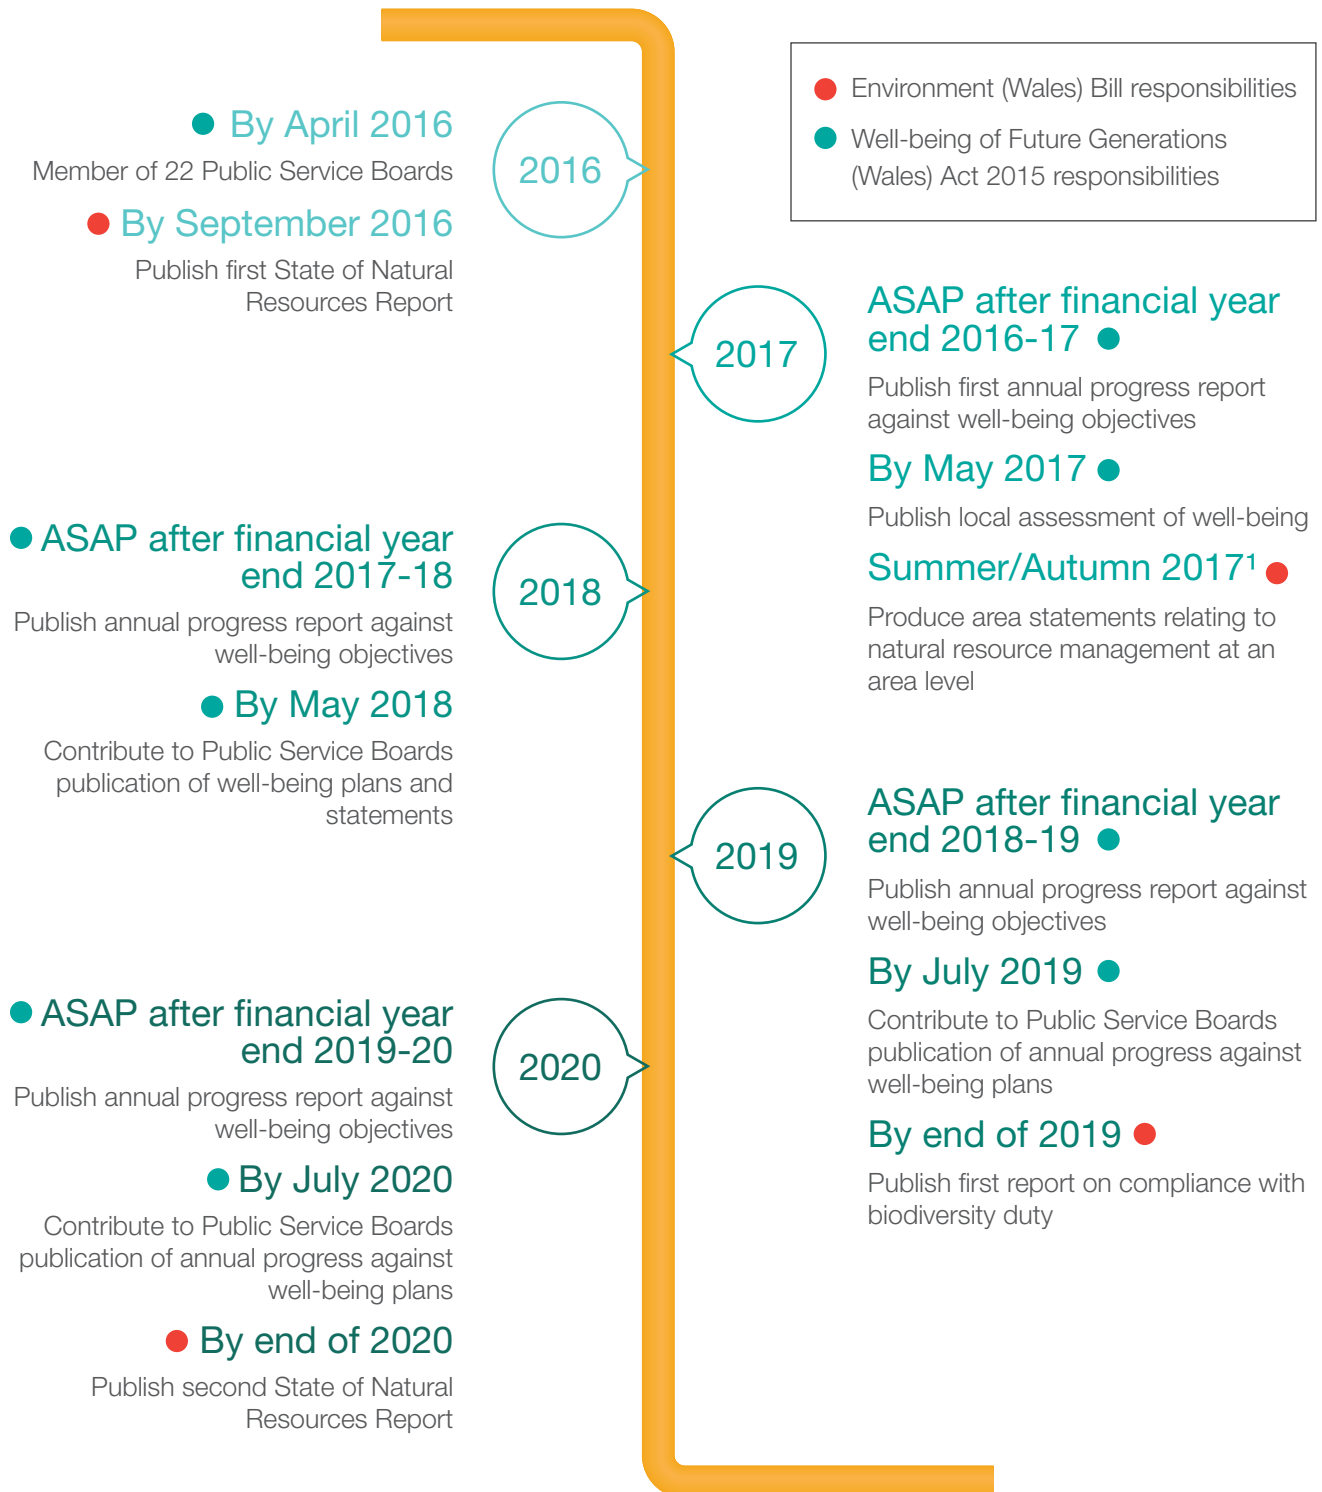 Environment (Wales) Bill responsibilities
Well-being of Future Generations
(Wales) Act 2015 responsibilities
2016
By April 2016
Member of 22 Public Service Boards
By September 2016
Publish first State of Natural
Resources Report
2017
ASAP after financial year
end 2016-17
Publish first annual progress report
against well-being objectives
By May 2017
Publish local assessment of well-being
Summer/Autumn 2017¹
Produce area statements relating to
natural resource management at an
area level
2018
ASAP after financial year
end 2017-18
Publish annual progress report against
well-being objectives
By May 2018
Contribute to Public Service Boards
publication of well-being plans and
statements
2019
ASAP after financial year
end 2018-19
Publish annual progress report against
well-being objectives
By July 2019
Contribute to Public Service Boards
publication of annual progress against
well-being plans
By end of 2019
Publish first report on compliance with
biodiversity duty
2020
ASAP after financial year
end 2019-20
Publish annual progress report against
well-being objectives
By July 2020
Contribute to Public Service Boards
publication of annual progress against
well-being plans
By end of 2020
Publish second State of Natural
Resources Report